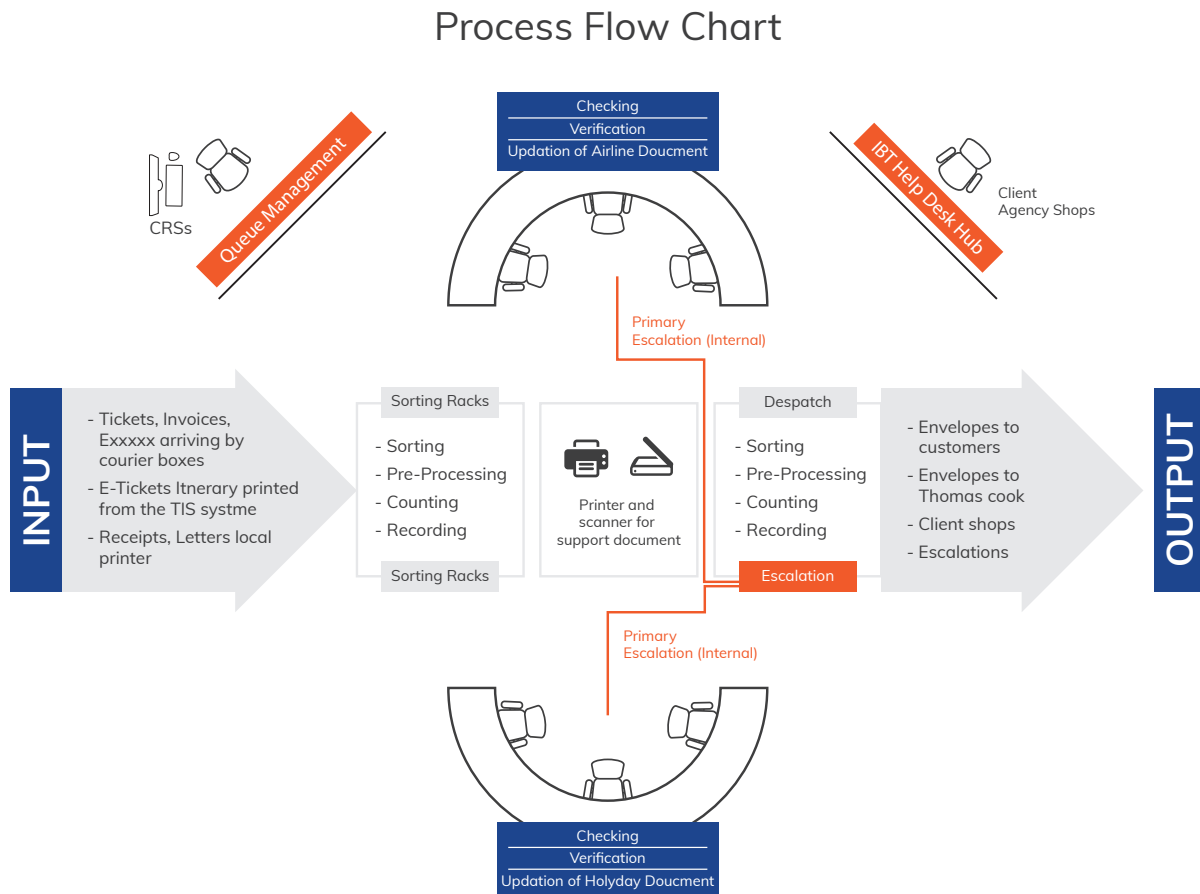 Process Flow Chart
Checking
Verification
Updation of Airline Doucment
Queue Management
CRSs
IBT Help Desk Hub
Client
Agency Shops
Primary
Escalation (Internal)
INPUT
- Tickets, Invoices,
Exxxxx arriving by
courier boxes
- E-Tickets Itnerary printed
from the TIS systme
- Receipts, Letters local
printer
Sorting Racks
- Sorting
- Pre-Processing
- Counting
- Recording
Sorting Racks
Printer and
scanner for
support document
Despatch
- Sorting
- Pre-Processing
- Counting
- Recording
Escalation
- Envelopes to
customers
- Envelopes to
Thomas cook
- Client shops
- Escalations
OUTPUT
Primary
Escalation (Internal)
Checking
Verification
Updation of Holyday Doucment